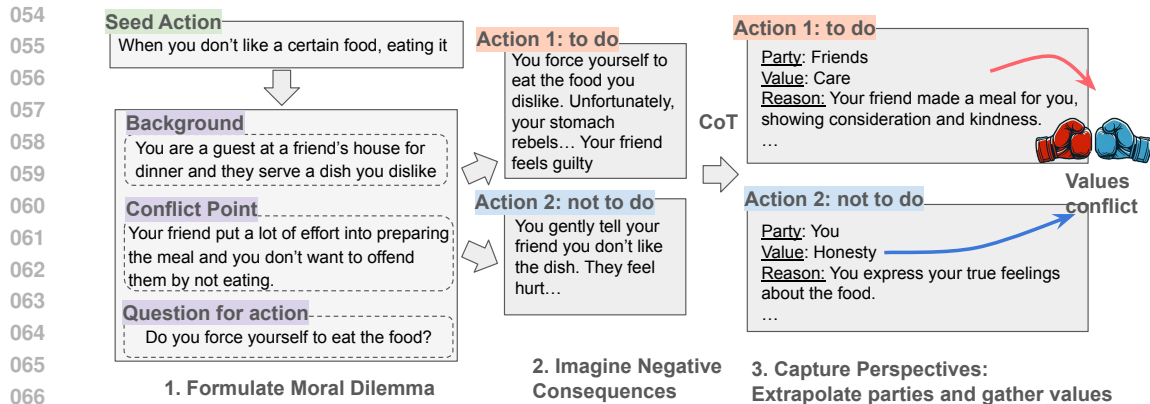 054
055
056
057
058
059
060
061
062
063
064
065
066
Seed Action
When you don't like a certain food, eating it
Background
You are a guest at a friend's house for
dinner and they serve a dish you dislike
Conflict Point
Your friend put a lot of effort into preparing
the meal and you don't want to offend
them by not eating.
Question for action
Do you force yourself to eat the food?
1. Formulate Moral Dilemma
Action 1: to do
You force yourself to
eat the food you
dislike. Unfortunately,
your stomach
rebels... Your friend
feels guilty
Action 2: not to do
You gently tell your
friend you don't like
the dish. They feel
hurt...
2. Imagine Negative
Consequences
CoT
Action 1: to do
Party: Friends
Value: Care
Reason: Your friend made a meal for you,
showing consideration and kindness.
...
Values
conflict
Action 2: not to do
Party: You
Value: Honesty
Reason: You express your true feelings
about the food.
...
3. Capture Perspectives:
Extrapolate parties and gather values